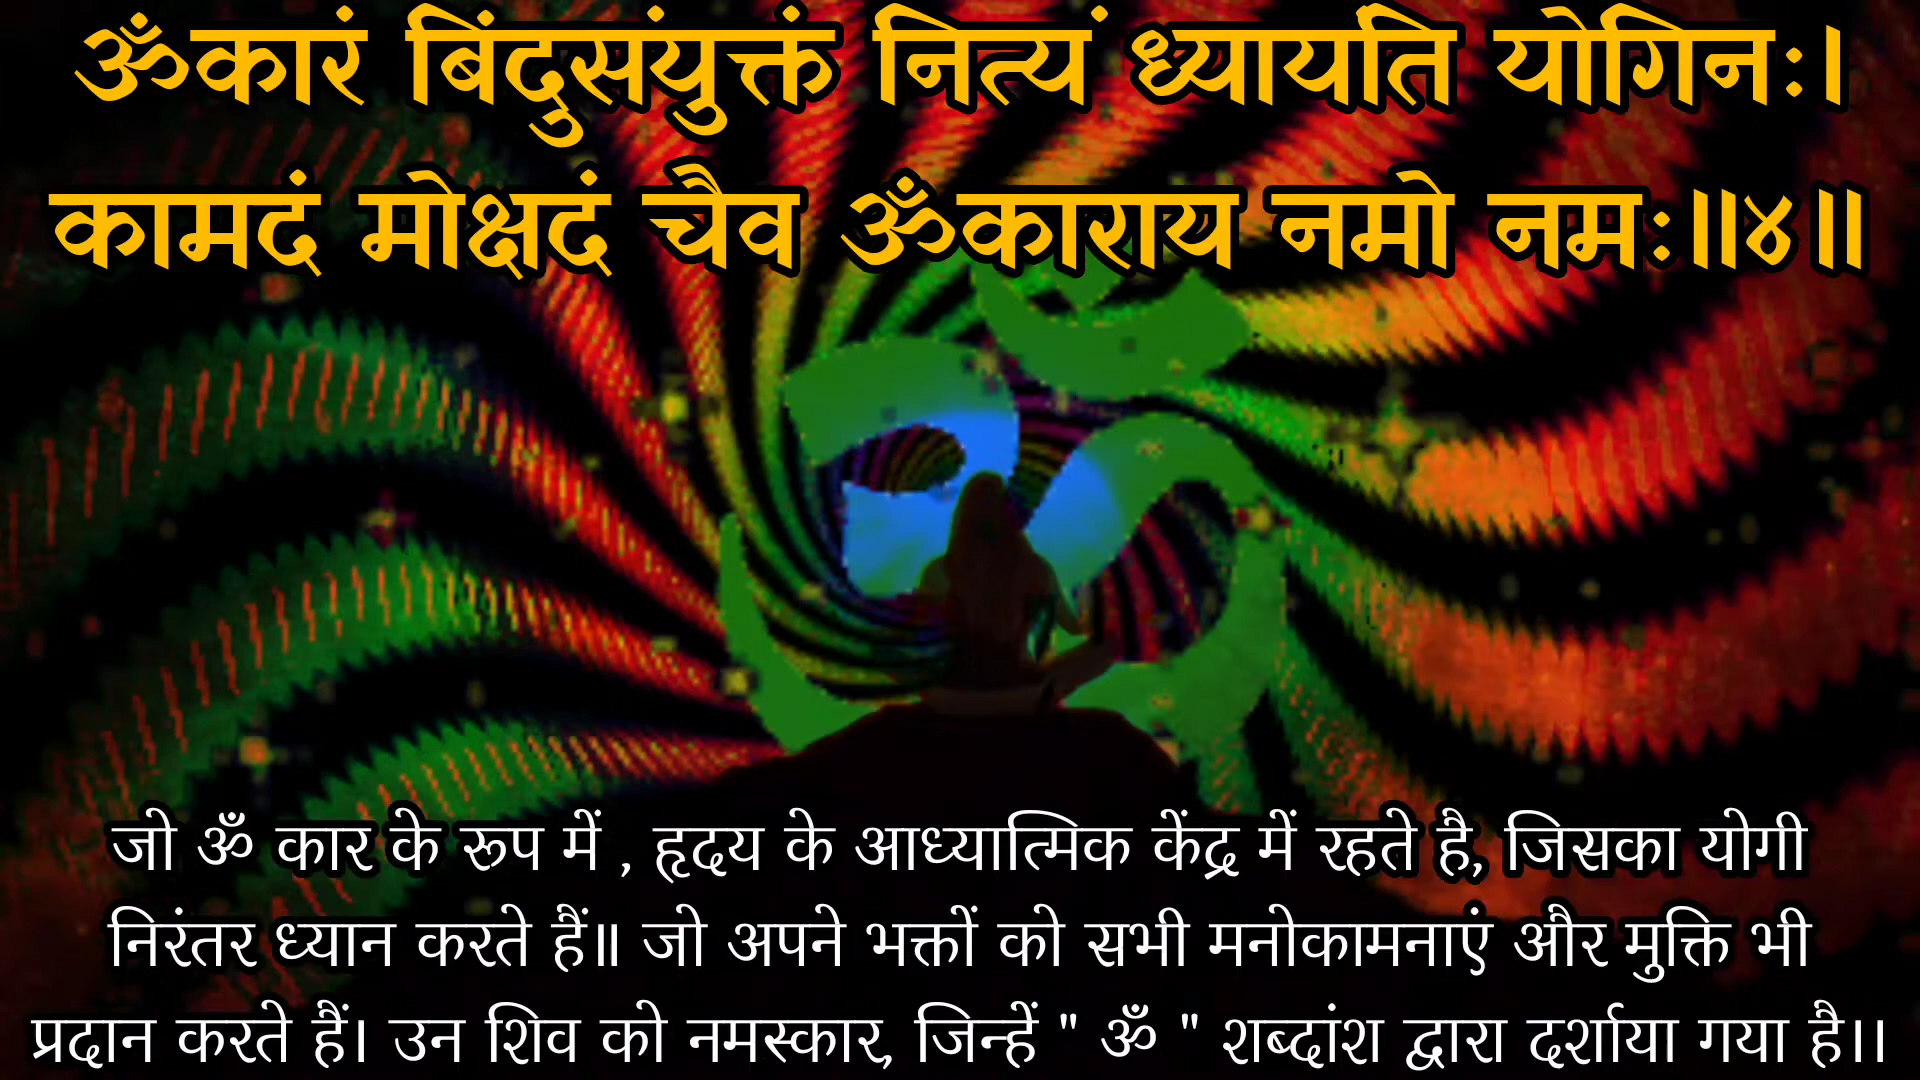 ॐकारं बिंदुसंयुक्तं नित्यं ध्यायंति योगिनः।
कामदं मोक्षदं चैव ॐकाराय नमो नमः॥४॥
जो ॐ कार के रूप में , हृदय के आध्यात्मिक केंद्र में रहते है, जिसका योगी
निरंतर ध्यान करते हैं॥ जो अपने भक्तों को सभी मनोकामनाएं और मुक्ति भी
प्रदान करते हैं। उन शिव को नमस्कार, जिन्हें " ॐ " शब्दांश द्वारा दर्शाया गया है।।